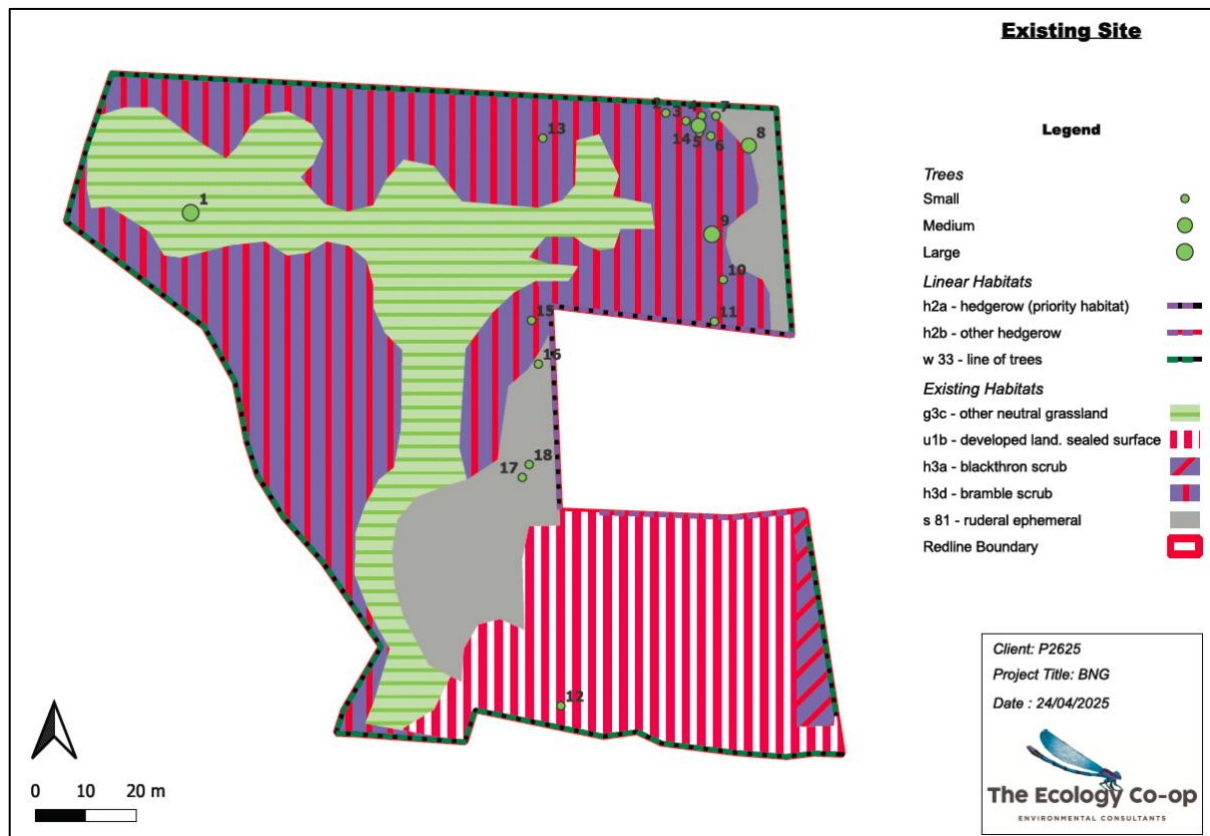 Existing Site
Legend
Trees
Small
Medium
Large
Linear Habitats
h2a - hedgerow (priority habitat)
h2b - other hedgerow
w 33 - line of trees
Existing Habitats
g3c - other neutral grassland
u1b - developed land. sealed surface
h3a - blackthron scrub
h3d - bramble scrub
s 81 - ruderal ephemeral
Redline Boundary
2
3
4
7
14
5
6
8
13
1
9
10
15
11
16
18
17
12
0 10 20 m
Client: P2625
Project Title: BNG
Date : 24/04/2025
The Ecology Co-op
ENVIRONMENTAL CONSULTANTS